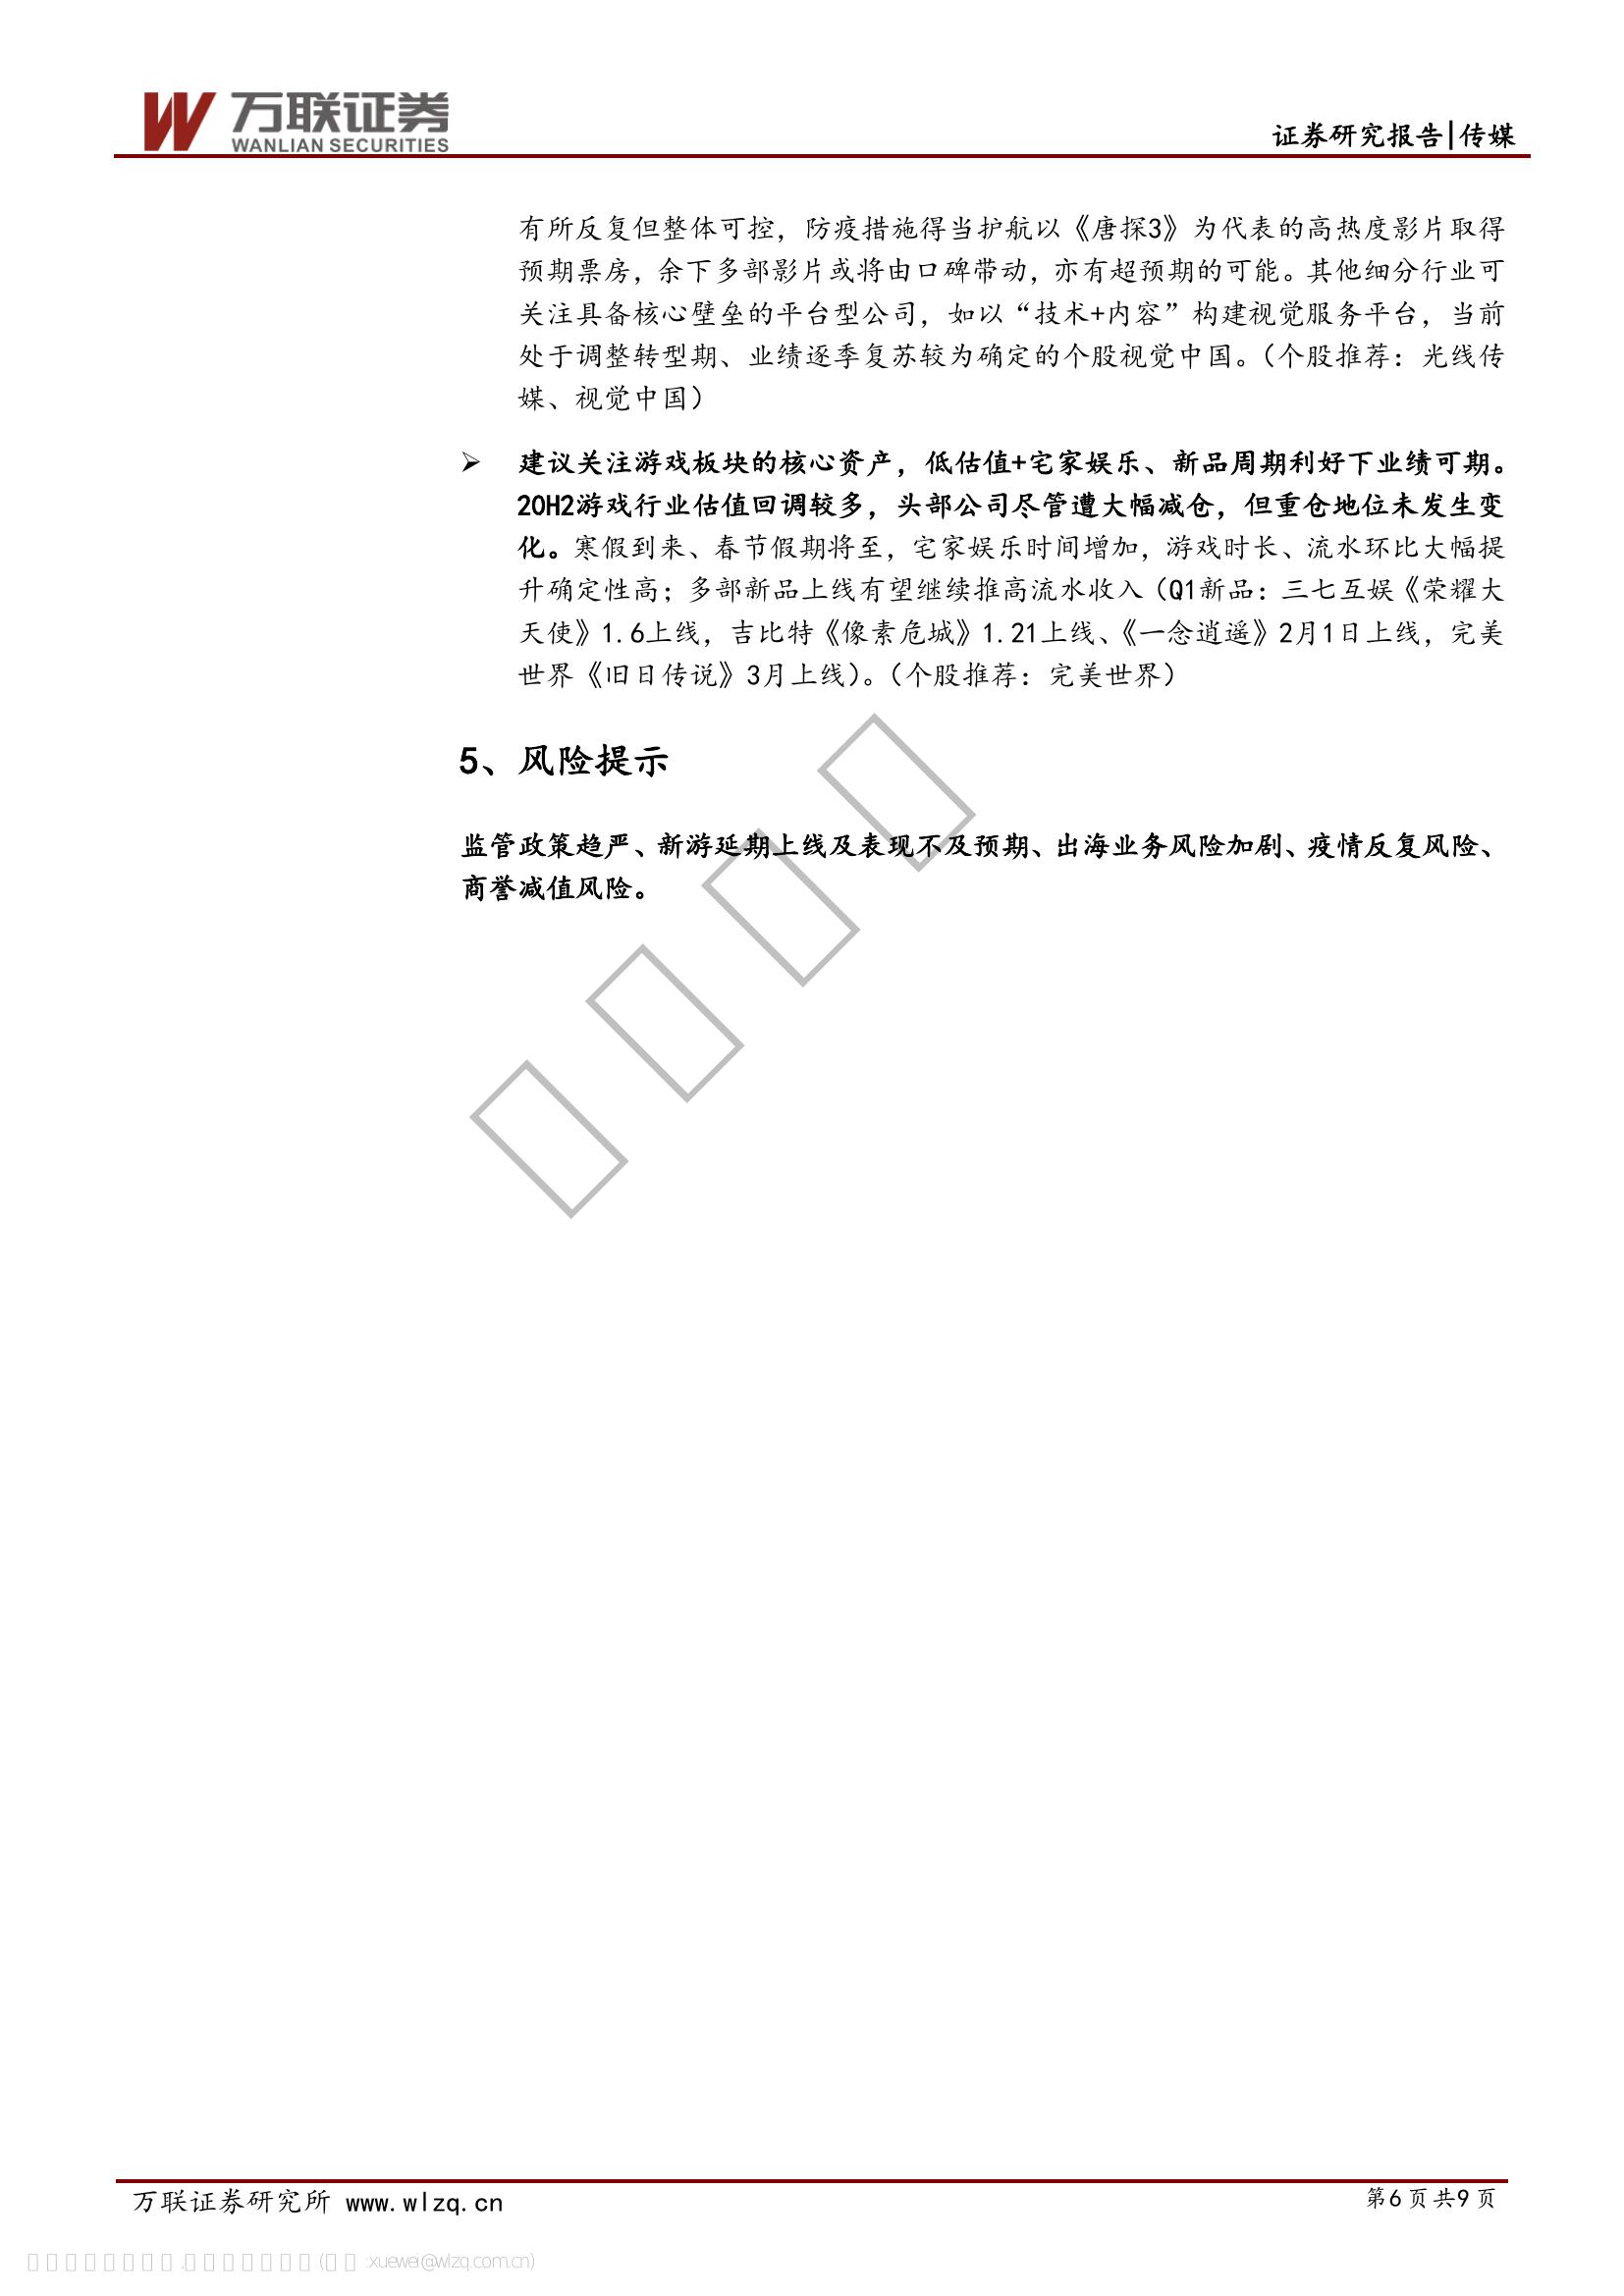 万联证券
WANLIAN SECURITIES
证券研究报告|传媒
有所反复但整体可控，防疫措施得当护航以《唐探3》为代表的高热度影片取得
预期票房，余下多部影片或将由口碑带动，亦有超预期的可能。其他细分行业可
关注具备核心壁垒的平台型公司，如以“技术+内容”构建视觉服务平台，当前
处于调整转型期、业绩逐季复苏较为确定的个股视觉中国。（个股推荐：光线传
媒、视觉中国）
➢ 建议关注游戏板块的核心资产，低估值+宅家娱乐、新品周期利好下业绩可期。
20H2游戏行业估值回调较多，头部公司尽管遭大幅减仓，但重仓地位未发生变
化。寒假到来、春节假期将至，宅家娱乐时间增加，游戏时长、流水环比大幅提
升确定性高；多部新品上线有望继续推高流水收入（Q1新品：三七互娱《荣耀大
天使》1.6上线，吉比特《像素危城》1.21上线、《一念逍遥》2月1日上线，完美
世界《旧日传说》3月上线）。（个股推荐：完美世界）
5、风险提示
监管政策趋严、新游延期上线及表现不及预期、出海业务风险加剧、疫情反复风险、
商誉减值风险。
万联证券研究所 www.wlzq.cn
第6页共9页
:xuewei@wlzq.com.cn)